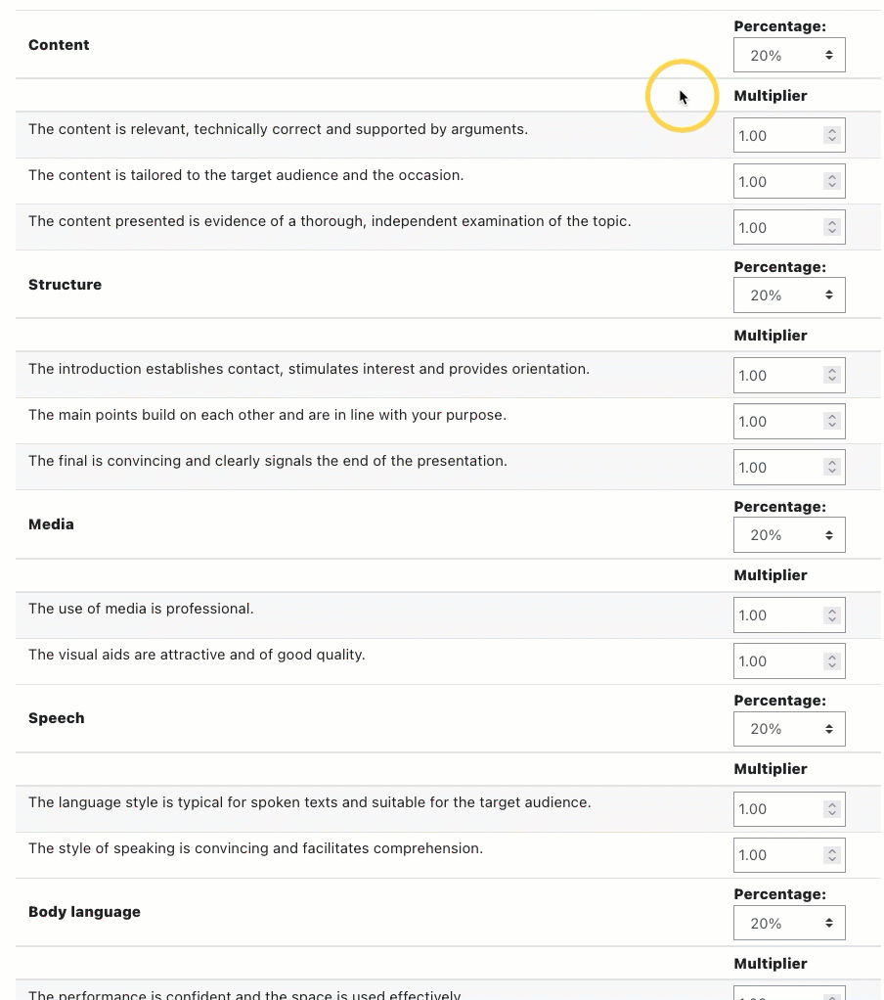 Percentage:
Content
20%
Multiplier
The content is relevant, technically correct and supported by arguments.
1.00
The content is tailored to the target audience and the occasion.
1.00
The content presented is evidence of a thorough, independent examination of the topic.
1.00
Percentage:
Structure
20%
Multiplier
The introduction establishes contact, stimulates interest and provides orientation.
1.00
The main points build on each other and are in line with your purpose.
1.00
The final is convincing and clearly signals the end of the presentation.
1.00
Percentage:
Media
20%
Multiplier
The use of media is professional.
1.00
The visual aids are attractive and of good quality.
1.00
Percentage:
Speech
20%
Multiplier
The language style is typical for spoken texts and suitable for the target audience.
1.00
The style of speaking is convincing and facilitates comprehension.
1.00
Percentage:
Body language
20%
Multiplier
The performance is confident and the space is used effectively